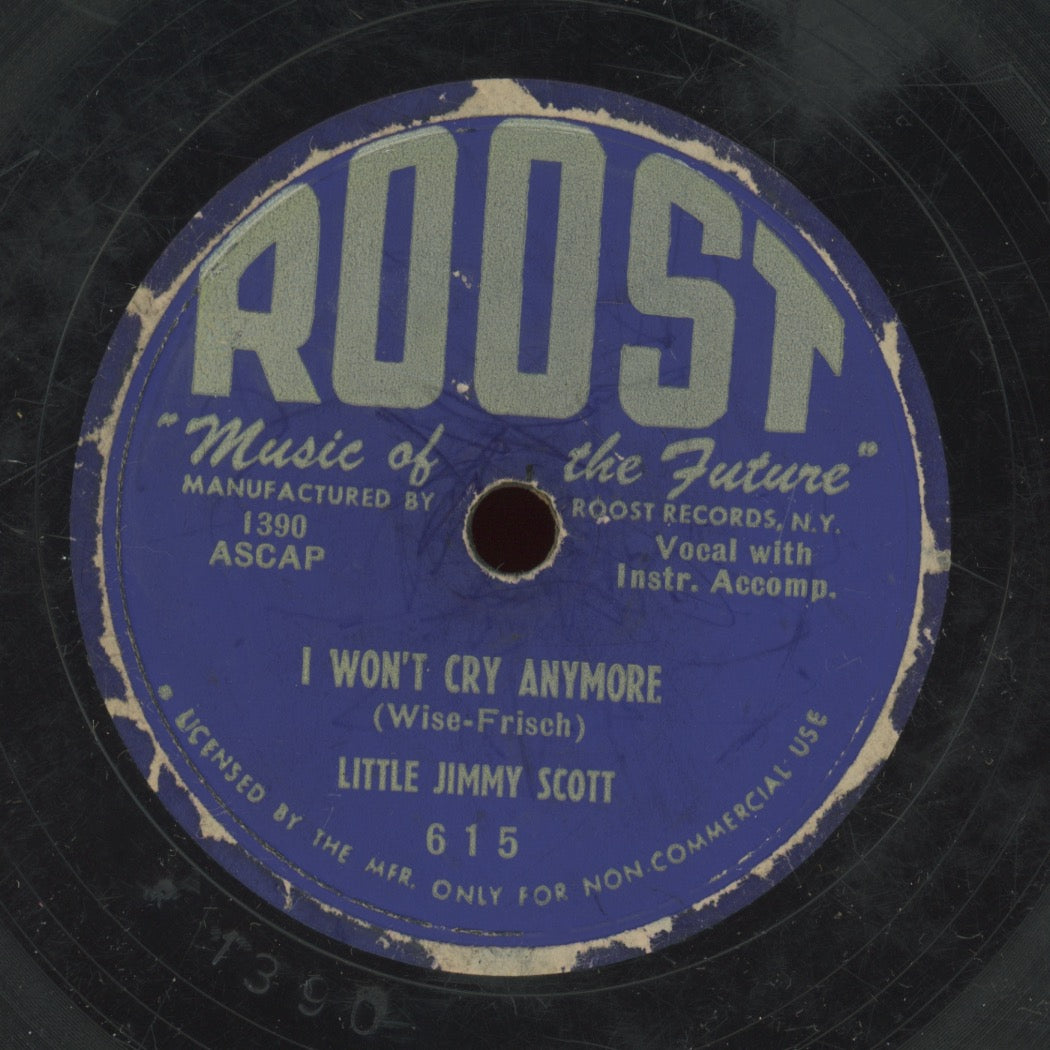 ROOST
"Music of the Future"
MANUFACTURED BY ROOST RECORDS, N.Y.
1390
ASCAP
Vocal with
Instr. Accomp.
I WON'T CRY ANYMORE
(Wise-Frisch)
LITTLE JIMMY SCOTT
615
LICENSED BY THE MFR. ONLY FOR NON-COMMERCIAL USE
1390